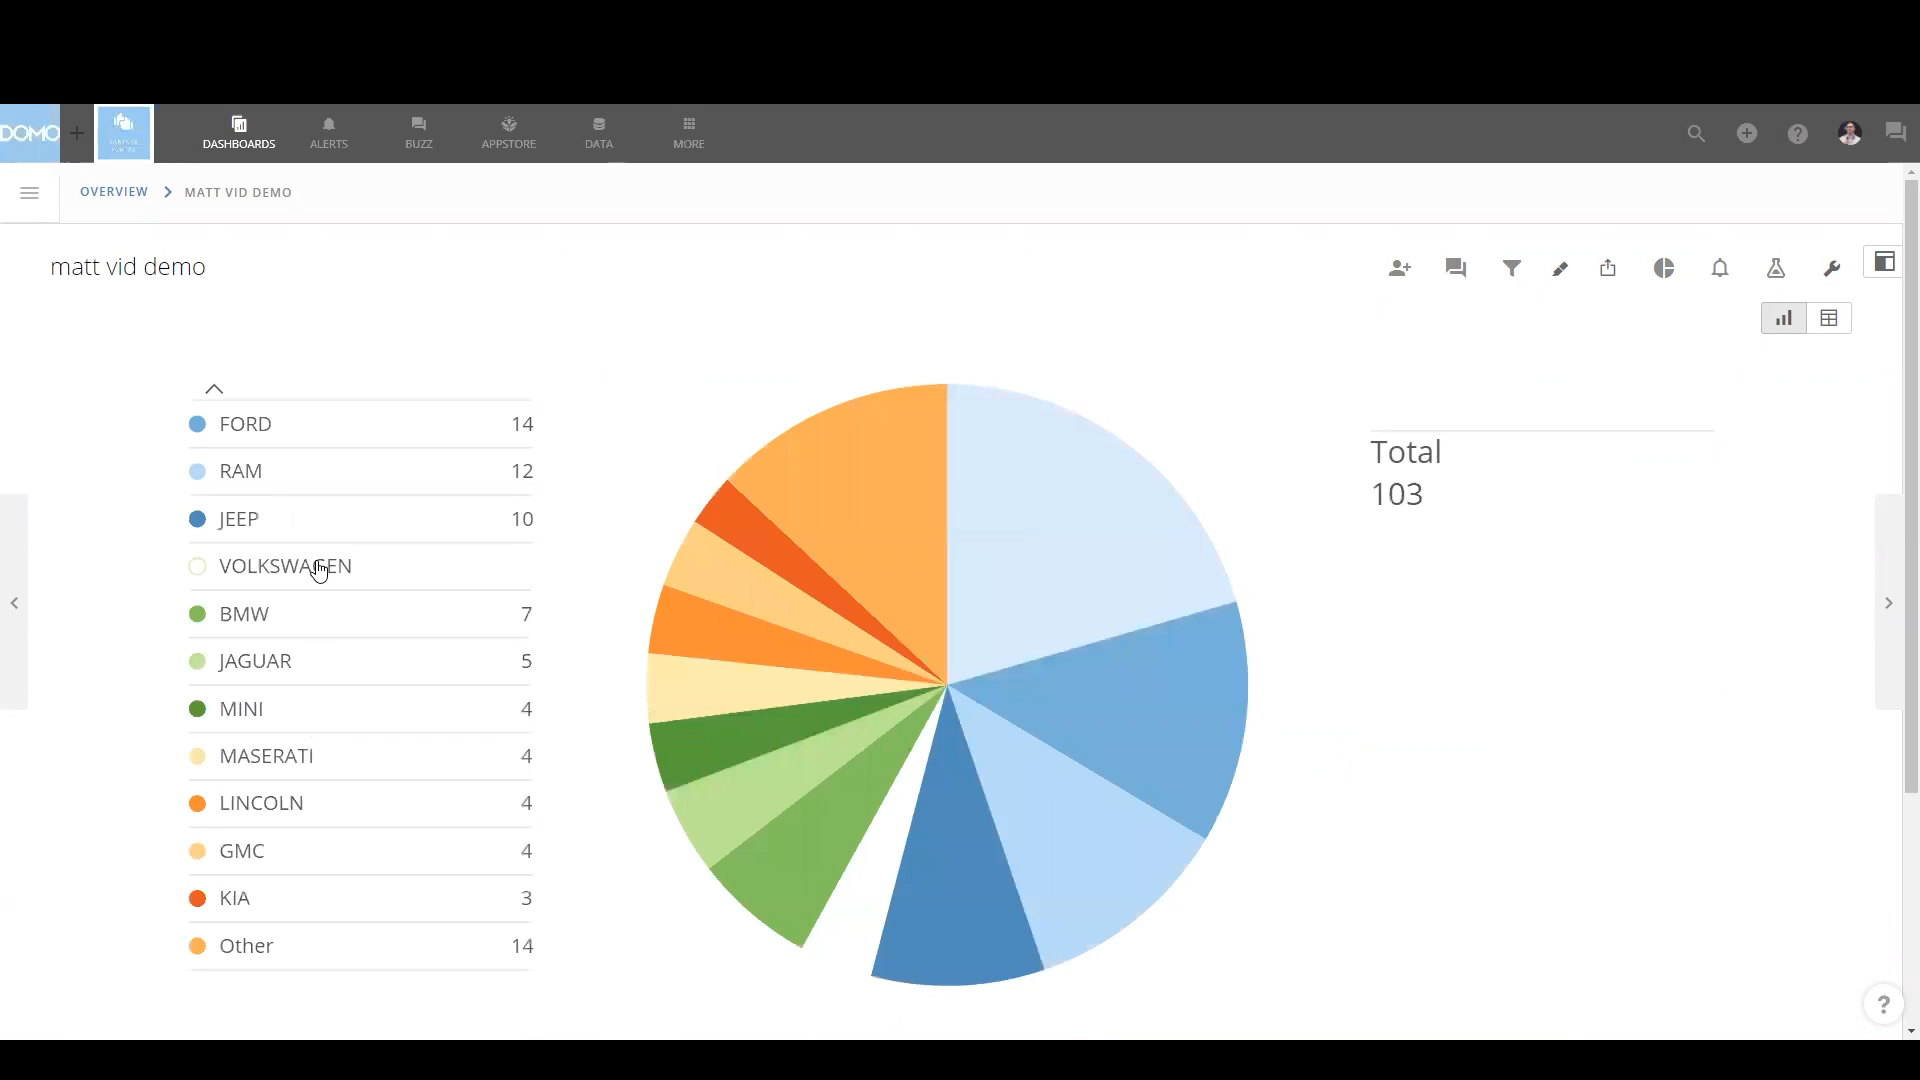 DOMO
DASHBOARDS
ALERTS
BUZZ
APPSTORE
DATA
MORE
OVERVIEW
MATT VID DEMO
matt vid demo
FORD 14
RAM 12
JEEP 10
VOLKSWAGEN
BMW 7
JAGUAR 5
MINI 4
MASERATI 4
LINCOLN 4
GMC 4
KIA 3
Other 14
Total
103